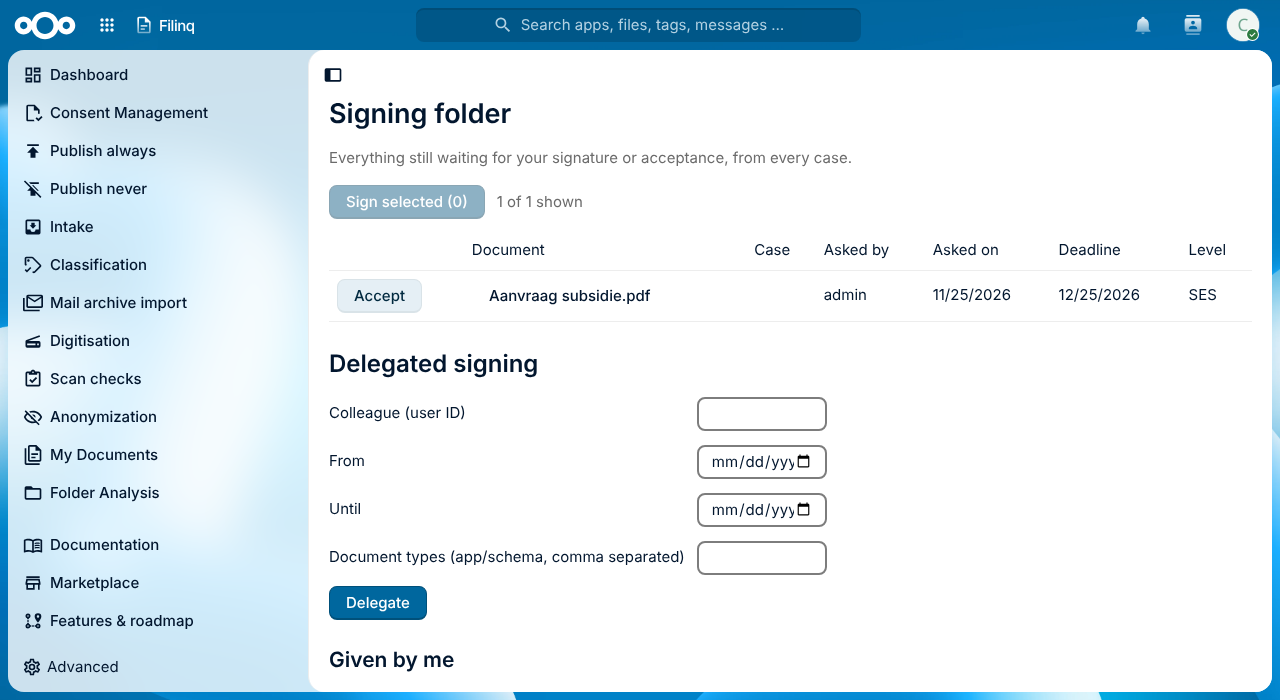 Filinq
Search apps, files, tags, messages ...
C
Dashboard
Consent Management
Publish always
Publish never
Intake
Classification
Mail archive import
Digitisation
Scan checks
Anonymization
My Documents
Folder Analysis
Documentation
Marketplace
Features & roadmap
Advanced
Signing folder
Everything still waiting for your signature or acceptance, from every case.
Sign selected (0) 1 of 1 shown
Document Case Asked by Asked on Deadline Level
Accept Aanvraag subsidie.pdf admin 11/25/2026 12/25/2026 SES
Delegated signing
Colleague (user ID)
From mm/dd/yyy
Until mm/dd/yyy
Document types (app/schema, comma separated)
Delegate
Given by me